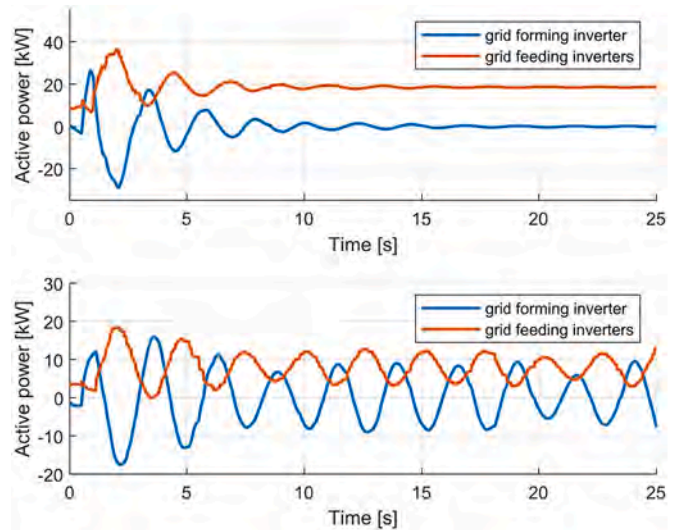 Active power [kW]
40
20
0
-20
grid forming inverter
grid feeding inverters
0
5
10
15
20
25
Time [s]
Active power [kW]
30
20
10
0
-10
-20
grid forming inverter
grid feeding inverters
0
5
10
15
20
25
Time [s]